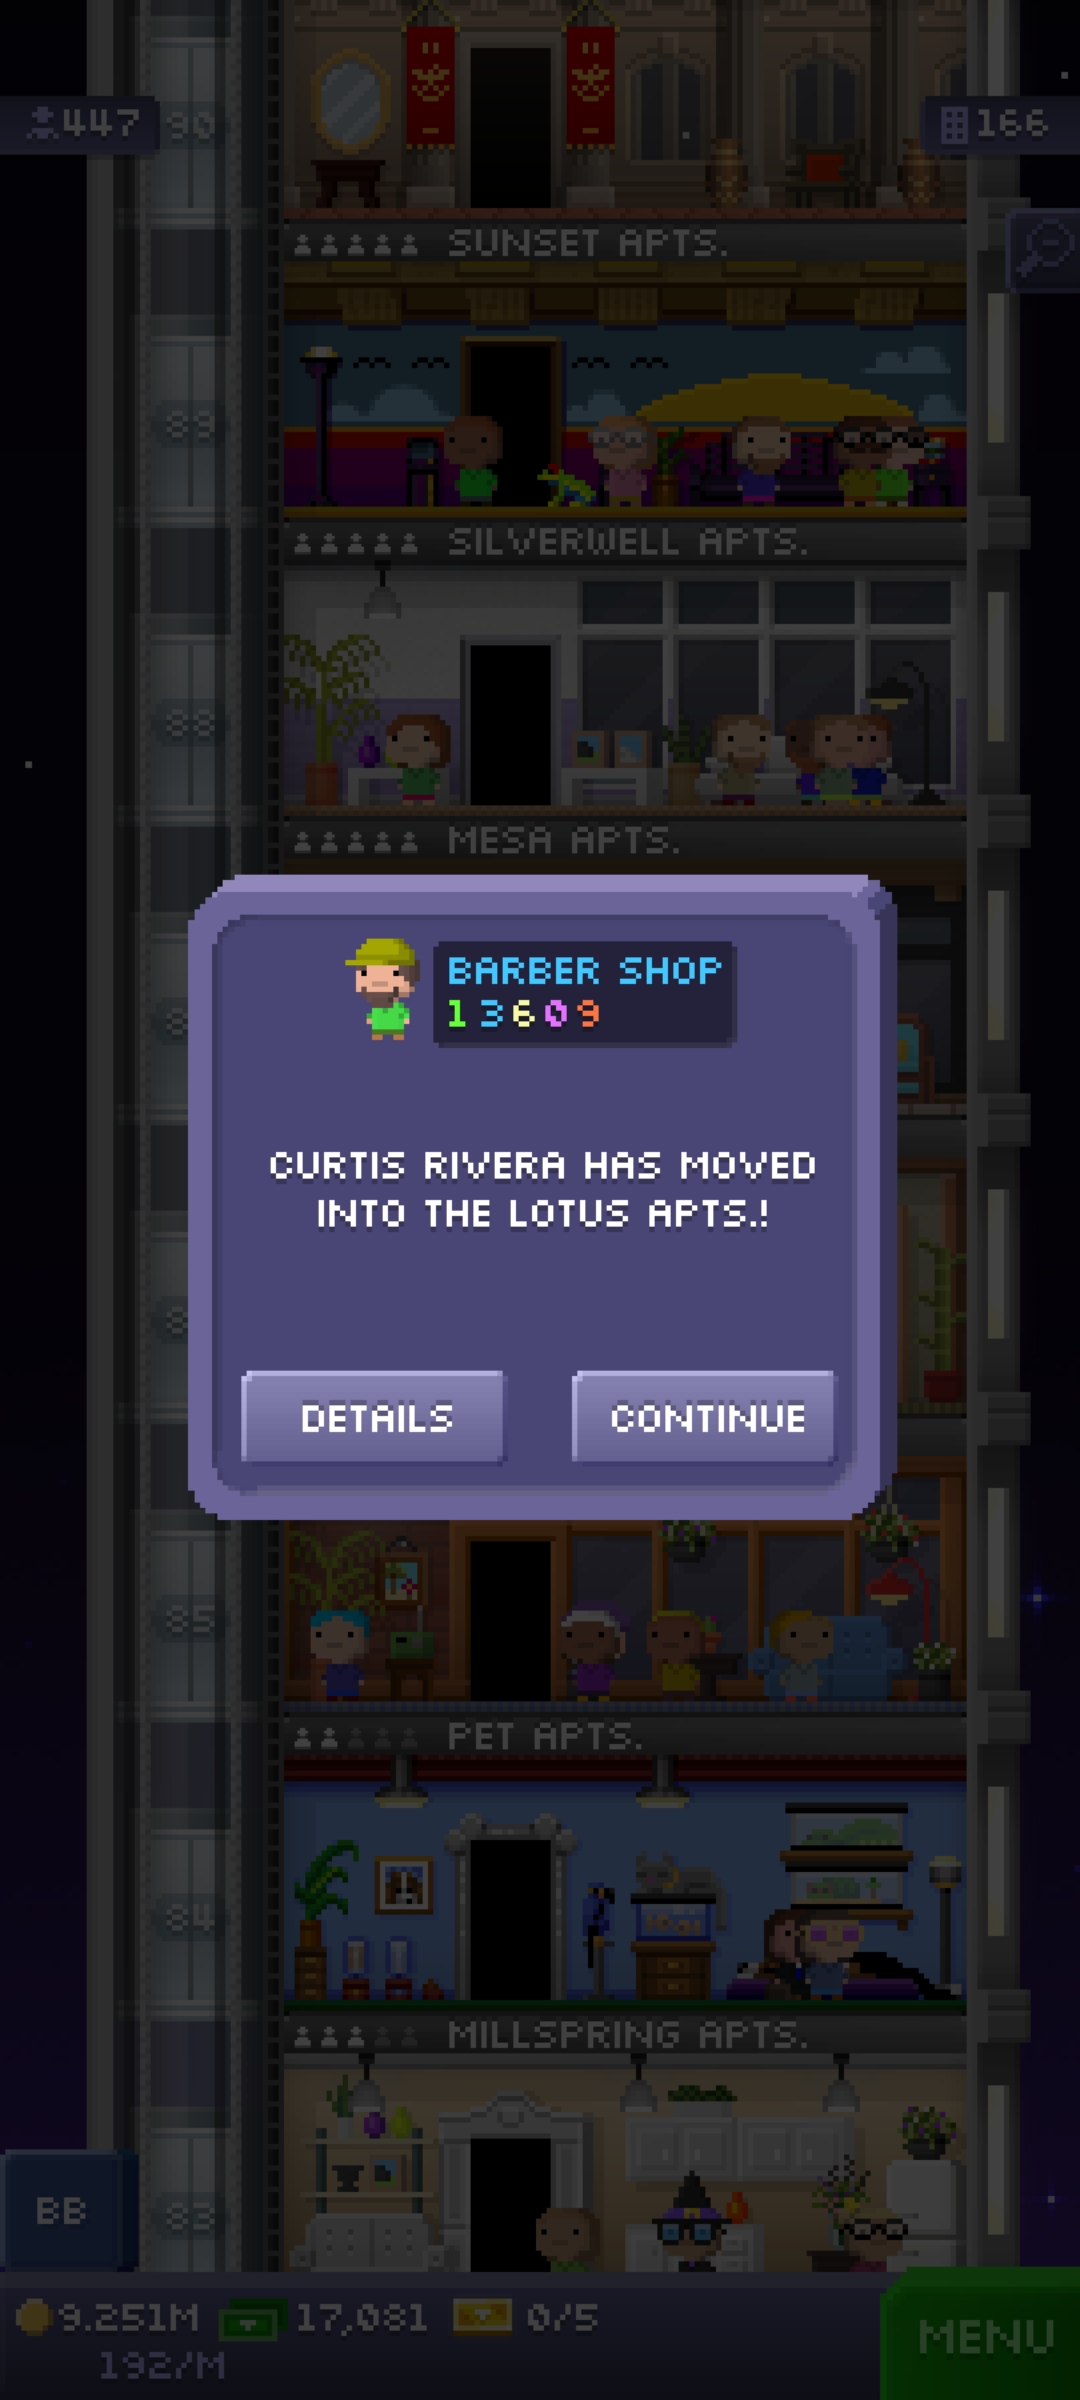 447
90
166
SUNSET APTS.
89
SILVERWELL APTS.
88
MESA APTS.
BARBER SHOP
13609
CURTIS RIVERA HAS MOVED
INTO THE LOTUS APTS.!
DETAILS
CONTINUE
85
PET APTS.
10:31
84
MILLSPRING APTS.
BB
83
9.251M
17,081
0/5
MENU
192/M